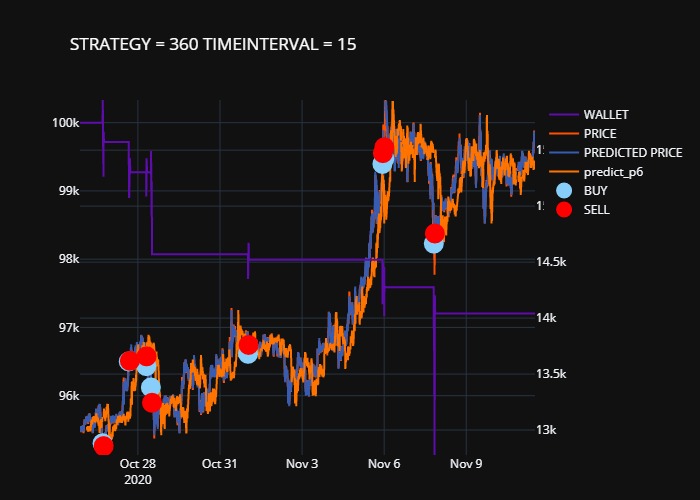 STRATEGY = 360 TIMEINTERVAL = 15
100k
99k
98k
97k
96k
14.5k
14k
13.5k
13k
Oct 28
2020
Oct 31
Nov 3
Nov 6
Nov 9
WALLET
PRICE
PREDICTED PRICE
predict_p6
BUY
SELL